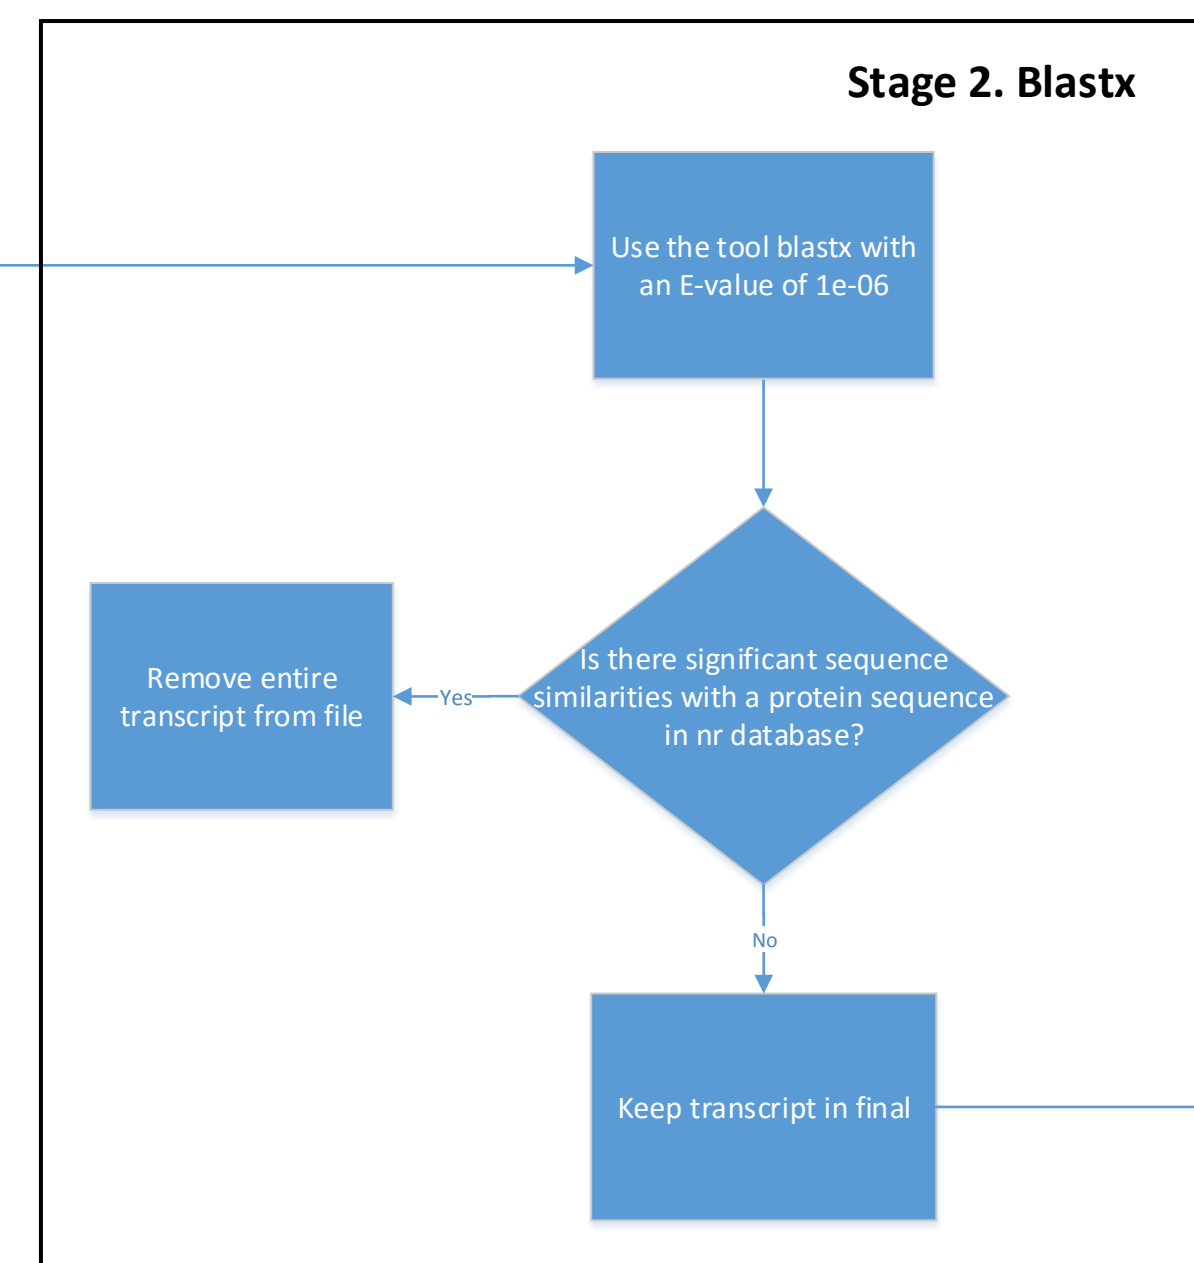 Stage 2. Blastx
Use the tool blastx with
an E-value of 1e-06
Is there significant sequence
similarities with a protein sequence
in nr database?
Yes
Remove entire
transcript from file
No
Keep transcript in final